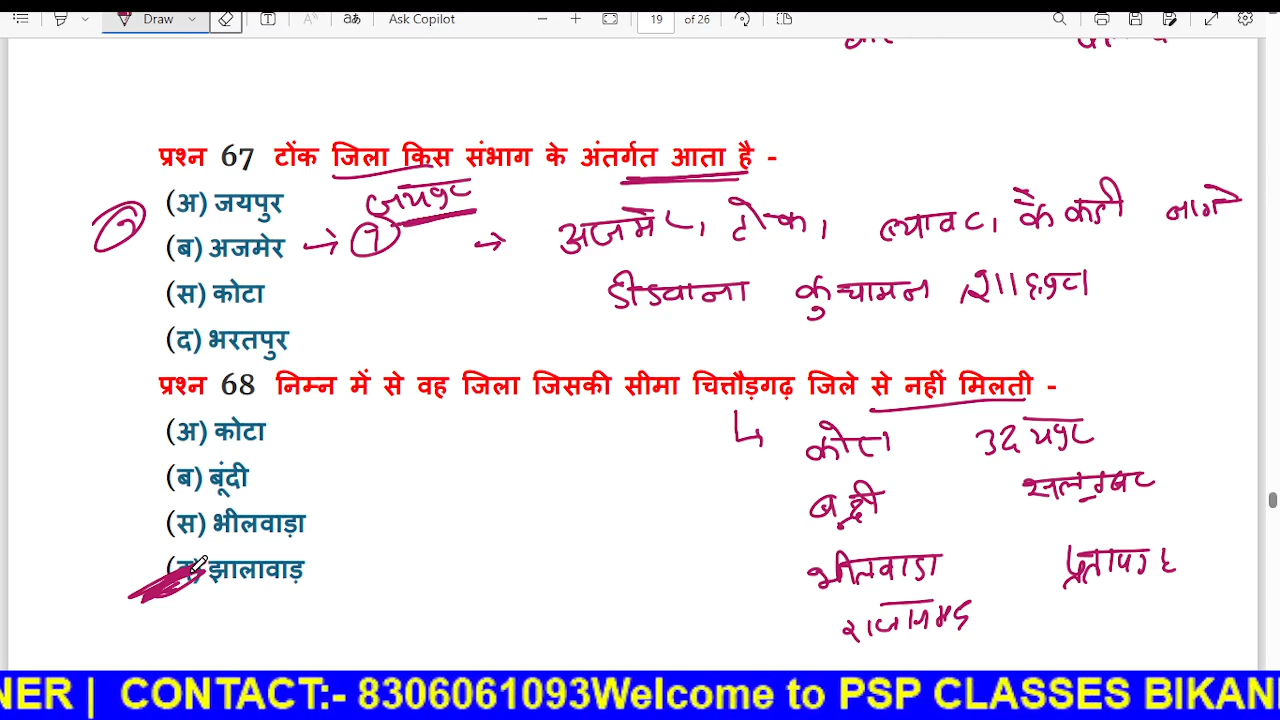 Draw
Ask Copilot
19 of 26
प्रश्न 67 टोंक जिला किस संभाग के अंतर्गत आता है -
(अ) जयपुर
जयपुर
(ब) अजमेर → 7 → अजमेर, टोंक, ब्यावर, केकडी नागौर
(स) कोटा
डीडवाना कुचामन, शाहपुरा
(द) भरतपुर
प्रश्न 68 निम्न में से वह जिला जिसकी सीमा चित्तौड़गढ़ जिले से नहीं मिलती -
(अ) कोटा
कोटा उदयपुर
(ब) बूंदी
बूंदी सलूम्बर
(स) भीलवाड़ा
झालावाड़
भीलवाडा प्रतापगढ
राजसमंद
NER | CONTACT:- 8306061093Welcome to PSP CLASSES BIKAN